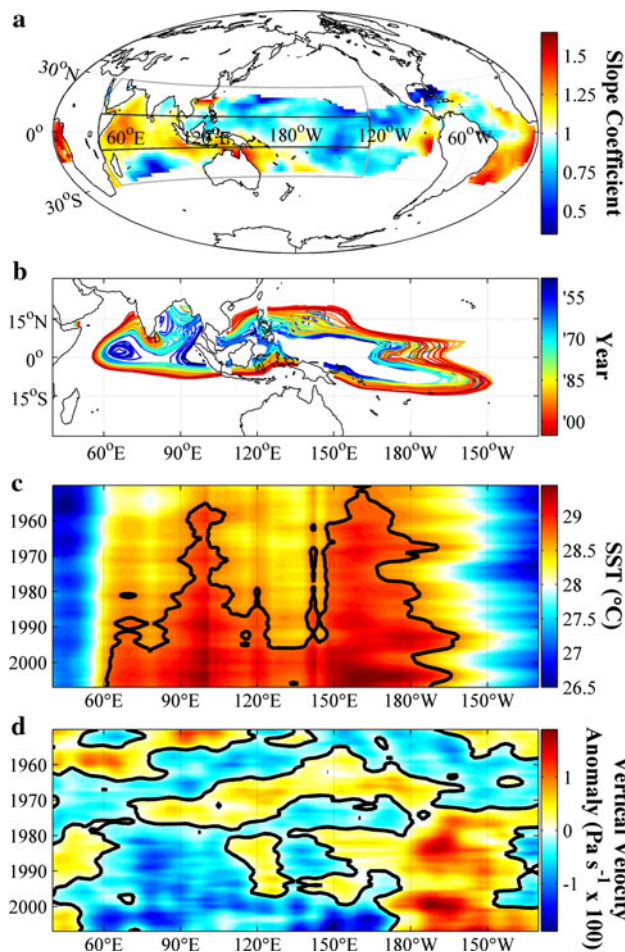 a
30°N
0°
30°S
60°E
120°E
180°W
120°W
60°W
1.5
1.25
1
0.75
0.5
Slope Coefficient
b
15°N
0°
15°S
60°E 90°E 120°E 150°E 180°W 150°W
'55
'70
'85
'00
Year
c
1960
1970
1980
1990
2000
60°E 90°E 120°E 150°E 180°W 150°W
29
28.5
28
27.5
27
26.5
SST (°C)
d
1960
1970
1980
1990
2000
60°E 90°E 120°E 150°E 180°W 150°W
1
0
-1
Vertical Velocity
Anomaly (Pa s⁻¹ x 100)